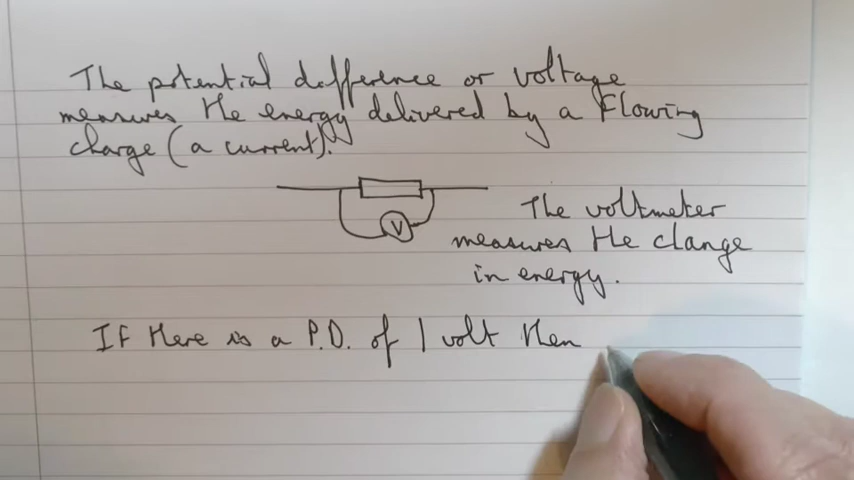 The potential difference or voltage
measures the energy delivered by a flowing
charge (a current).
V
The voltmeter
measures the change
in energy.
If there is a P.D. of 1 volt then